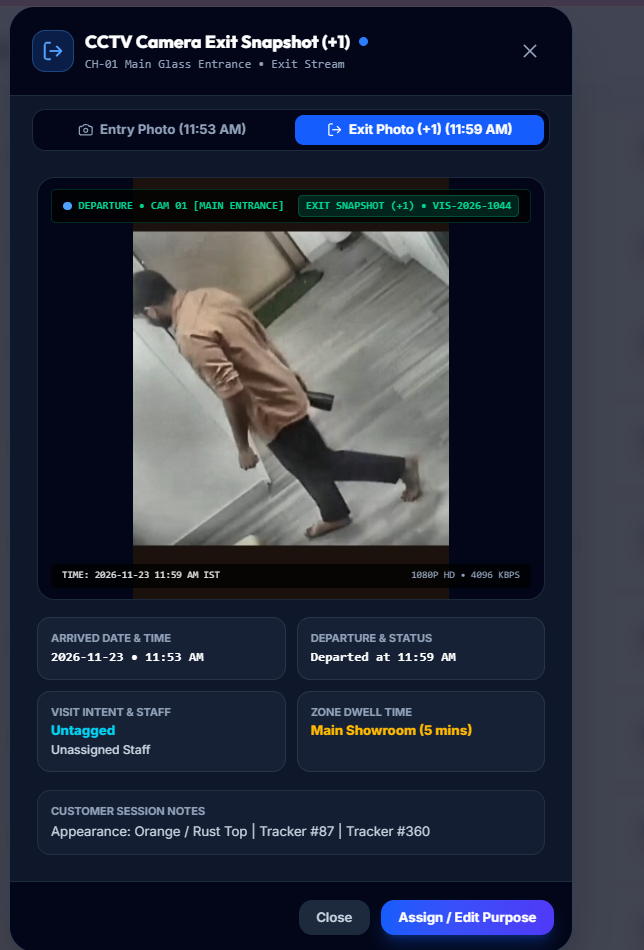 CCTV Camera Exit Snapshot (+1)
CH-01 Main Glass Entrance • Exit Stream
Entry Photo (11:53 AM)
Exit Photo (+1) (11:59 AM)
DEPARTURE • CAM 01 [MAIN ENTRANCE]
EXIT SNAPSHOT (+1) • VIS-2026-1044
TIME: 2026-11-23 11:59 AM IST
1080P HD • 4096 KBPS
ARRIVED DATE & TIME
2026-11-23 • 11:53 AM
DEPARTURE & STATUS
Departed at 11:59 AM
VISIT INTENT & STAFF
Untagged
Unassigned Staff
ZONE DWELL TIME
Main Showroom (5 mins)
CUSTOMER SESSION NOTES
Appearance: Orange / Rust Top | Tracker #87 | Tracker #360
Close
Assign / Edit Purpose